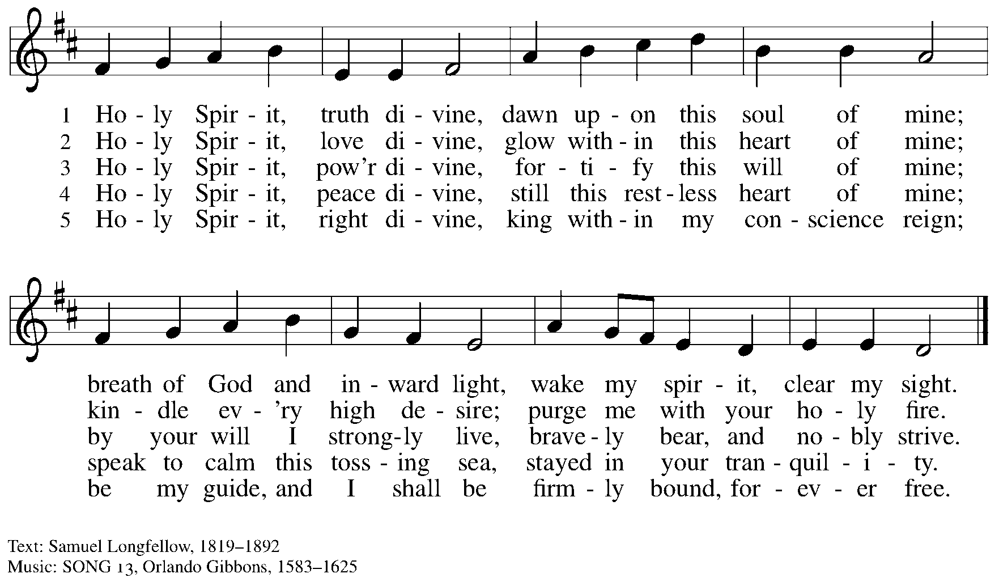 1 Ho - ly Spir - it, truth di - vine, dawn up - on this soul of mine;
2 Ho - ly Spir - it, love di - vine, glow with - in this heart of mine;
3 Ho - ly Spir - it, pow'r di - vine, for - ti - fy this will of mine;
4 Ho - ly Spir - it, peace di - vine, still this rest - less heart of mine;
5 Ho - ly Spir - it, right di - vine, king with - in my con - science reign;
breath of God and in - ward light, wake my spir - it, clear my sight.
kin - dle ev - 'ry high de - sire; purge me with your ho - ly fire.
by your will I strong - ly live, brave - ly bear, and no - bly strive.
speak to calm this toss - ing sea, stayed in your tran - quil - i - ty.
be my guide, and I shall be firm - ly bound, for - ev - er free.
Text: Samuel Longfellow, 1819–1892
Music: SONG 13, Orlando Gibbons, 1583–1625